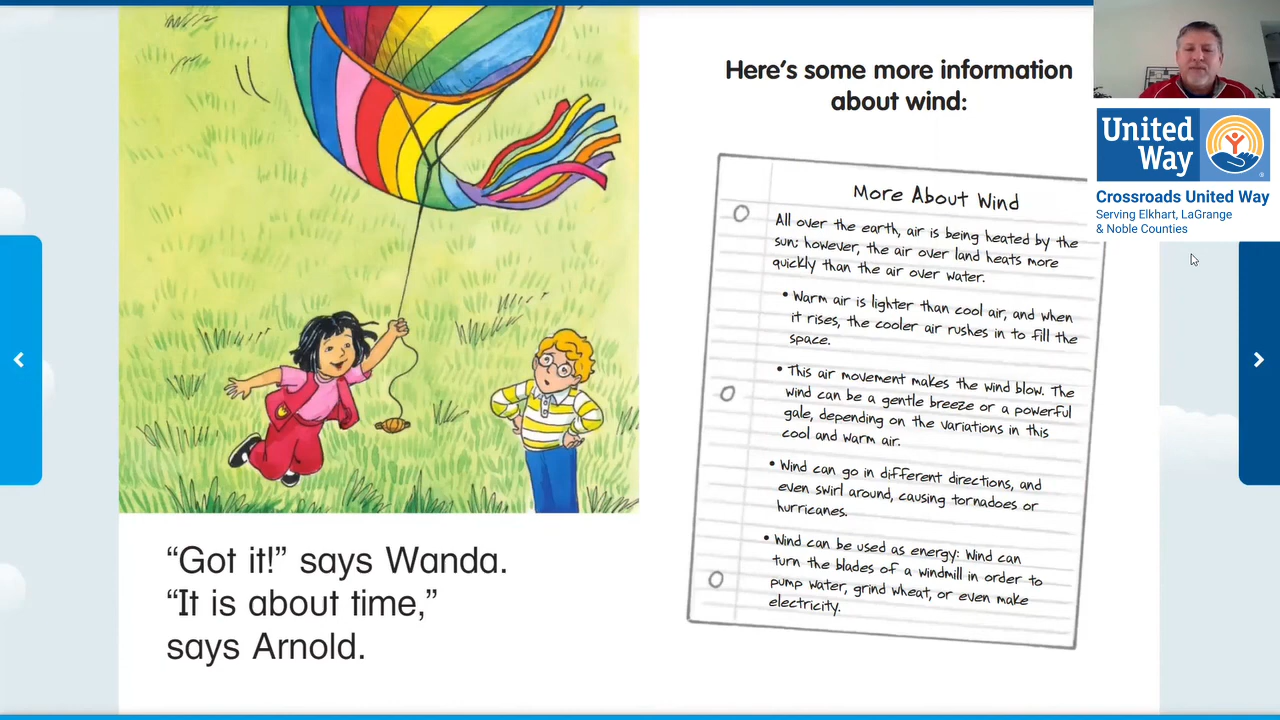 "Got it!" says Wanda.
"It is about time,"
says Arnold.
Here's some more information
about wind:
More About Wind
All over the earth, air is being heated by the
sun; however, the air over land heats more
quickly than the air over water.
• Warm air is lighter than cool air, and when
it rises, the cooler air rushes in to fill the
space.
• This air movement makes the wind blow. The
wind can be a gentle breeze or a powerful
gale, depending on the variations in this
cool and warm air.
• Wind can go in different directions, and
even swirl around, causing tornadoes or
hurricanes.
• Wind can be used as energy: Wind can
turn the blades of a windmill in order to
pump water, grind wheat, or even make
electricity.
United
Way
Crossroads United Way
Serving Elkhart, LaGrange
& Noble Counties